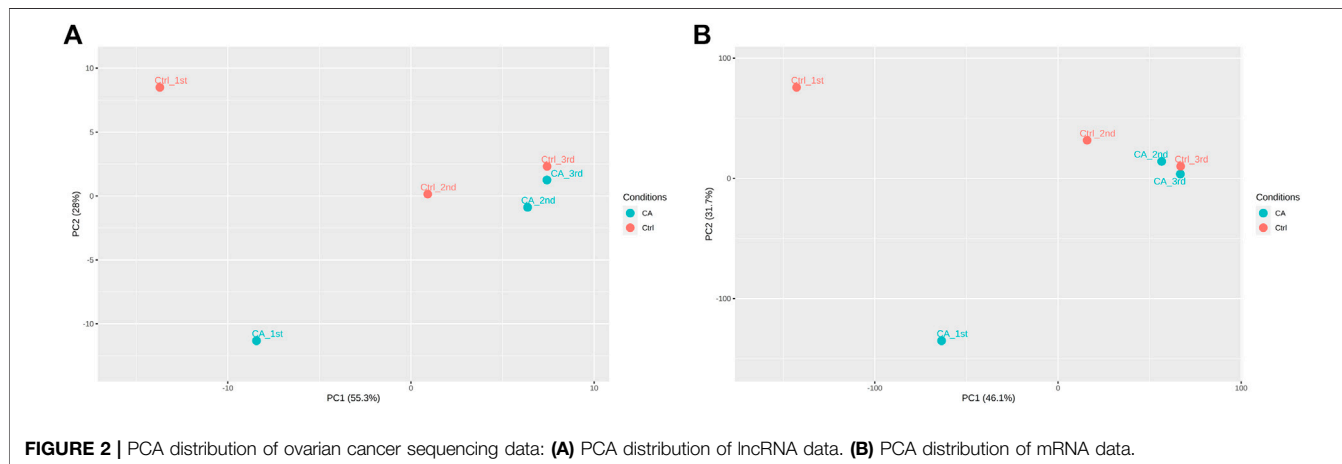 A
10
5
0
-5
-10
PC2 (28%)
Ctrl_1st
Ctrl_3rd
CA_3rd
Ctrl_2nd
CA_2nd
CA_1st
-10
0
10
PC1 (55.3%)
Conditions
CA
Ctrl
B
100
0
-100
PC2 (31.7%)
Ctrl_1st
Ctrl_2nd
CA_2nd
Ctrl_3rd
CA_3rd
CA_1st
-100
0
100
PC1 (46.1%)
Conditions
CA
Ctrl
FIGURE 2 | PCA distribution of ovarian cancer sequencing data: (A) PCA distribution of lncRNA data. (B) PCA distribution of mRNA data.